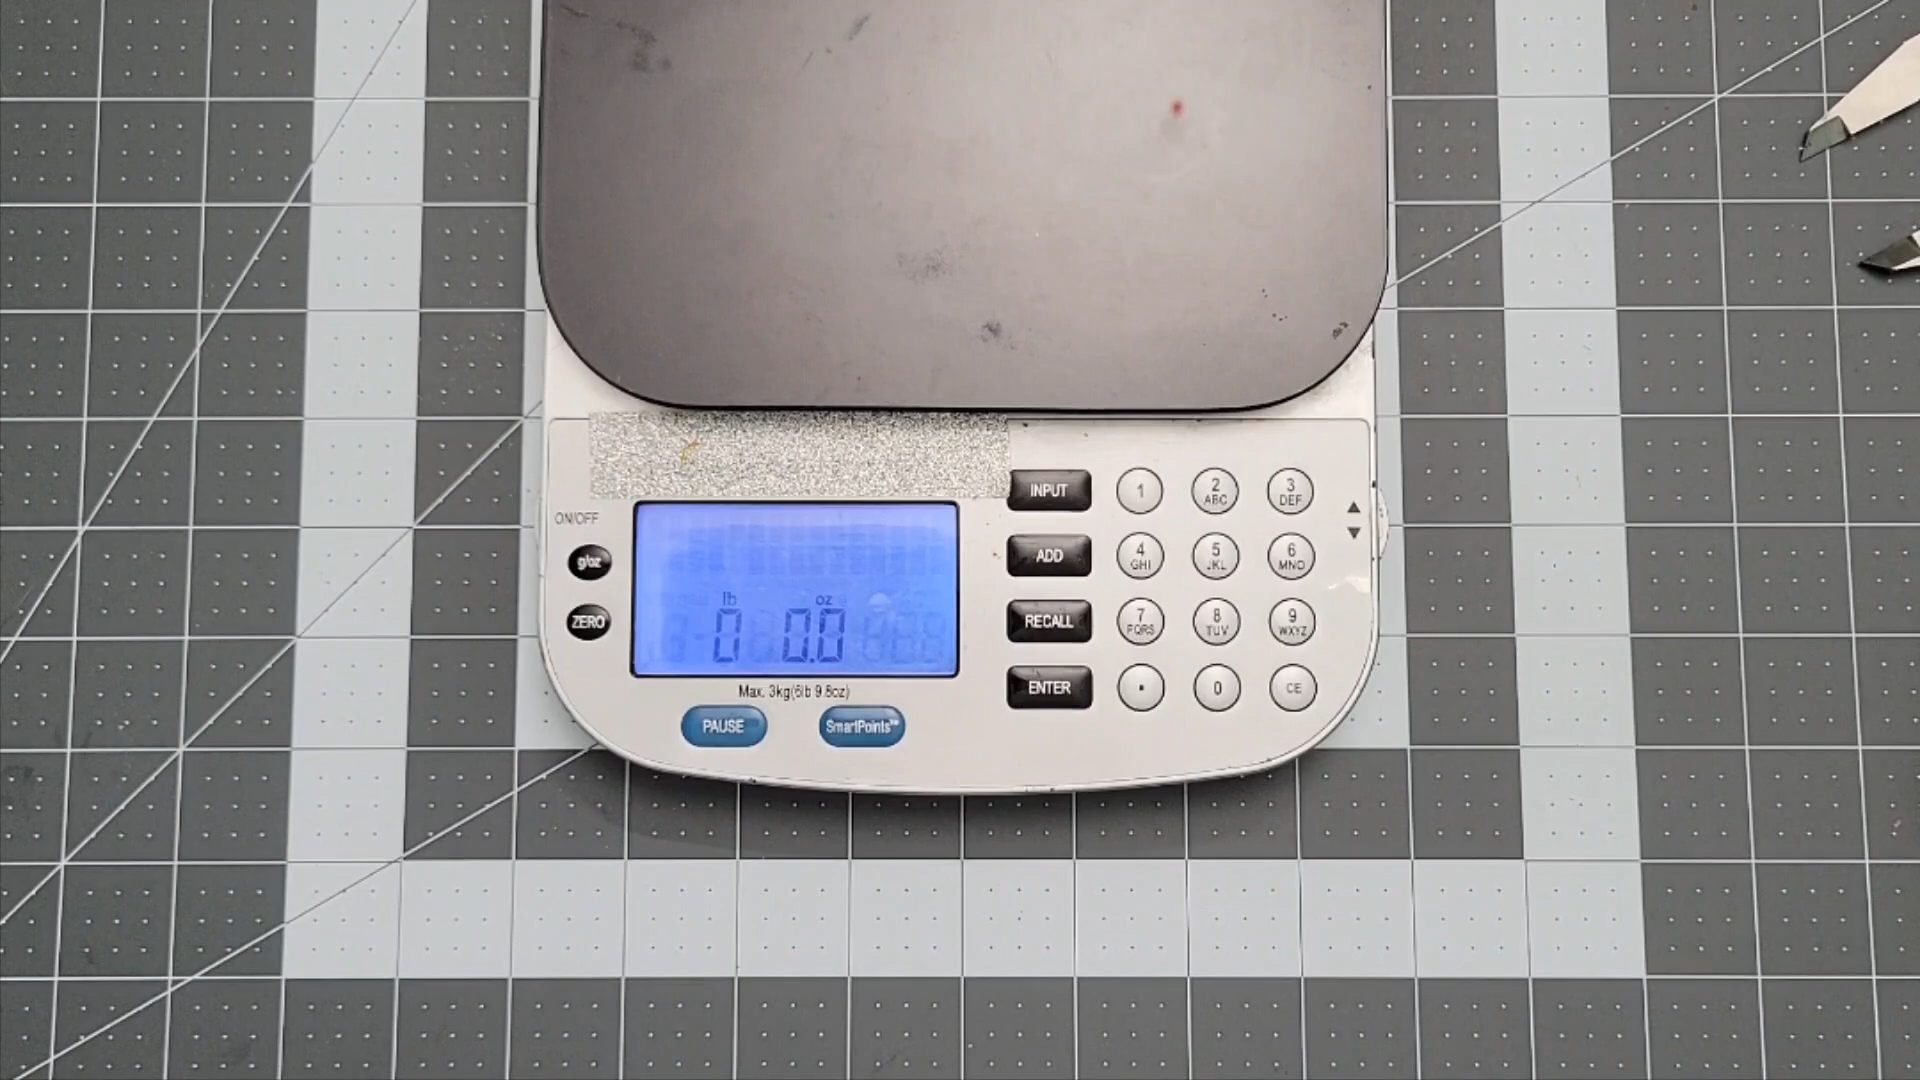 INPUT 1 2 ABC 3 DEF
ON/OFF
g/oz
ADD 4 GHI 5 JKL 6 MNO
lb oz
ZERO
0 0.0
RECALL 7 PQRS 8 TUV 9 WXYZ
Max. 3kg(6lb 9.8oz)
ENTER . 0 CE
PAUSE SmartPoints™